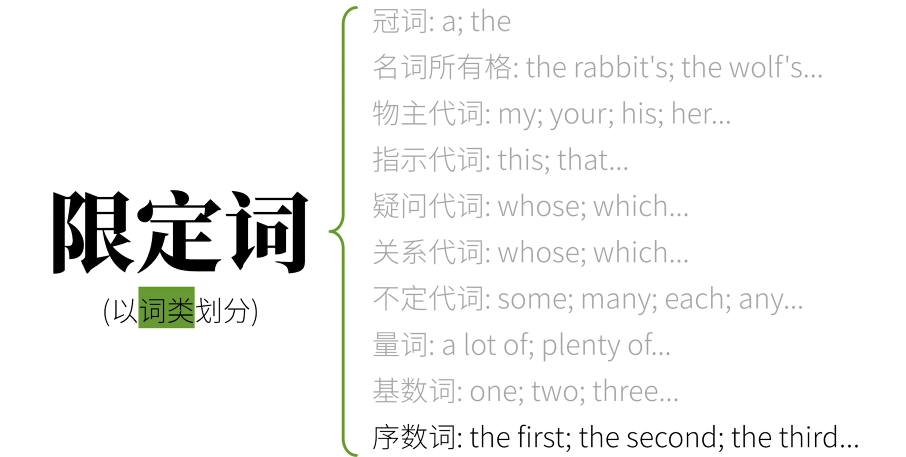 冠词: a; the
名词所有格: the rabbit's; the wolf's...
物主代词: my; your; his; her...
指示代词: this; that...
疑问代词: whose; which...
关系代词: whose; which...
不定代词: some; many; each; any...
量词: a lot of; plenty of...
基数词: one; two; three...
序数词: the first; the second; the third...
限定词
(以词类划分)